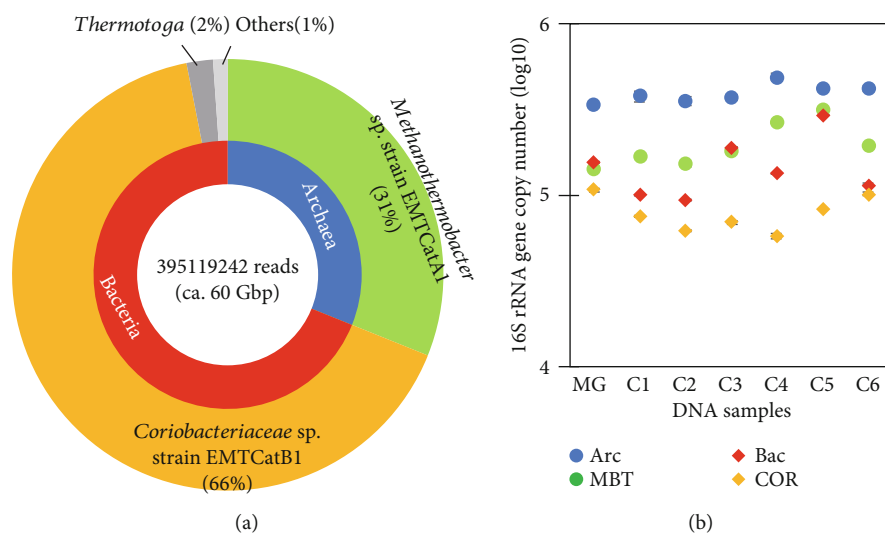 Thermotoga (2%) Others(1%)
Methanothermobacter
sp. strain EMTCatA1
(31%)
Archaea
395119242 reads
(ca. 60 Gbp)
Bacteria
Coriobacteriaceae sp.
strain EMTCatB1
(66%)
(a)
16S rRNA gene copy number (log10)
6
5
4
MG C1 C2 C3 C4 C5 C6
DNA samples
Arc Bac
MBT COR
(b)